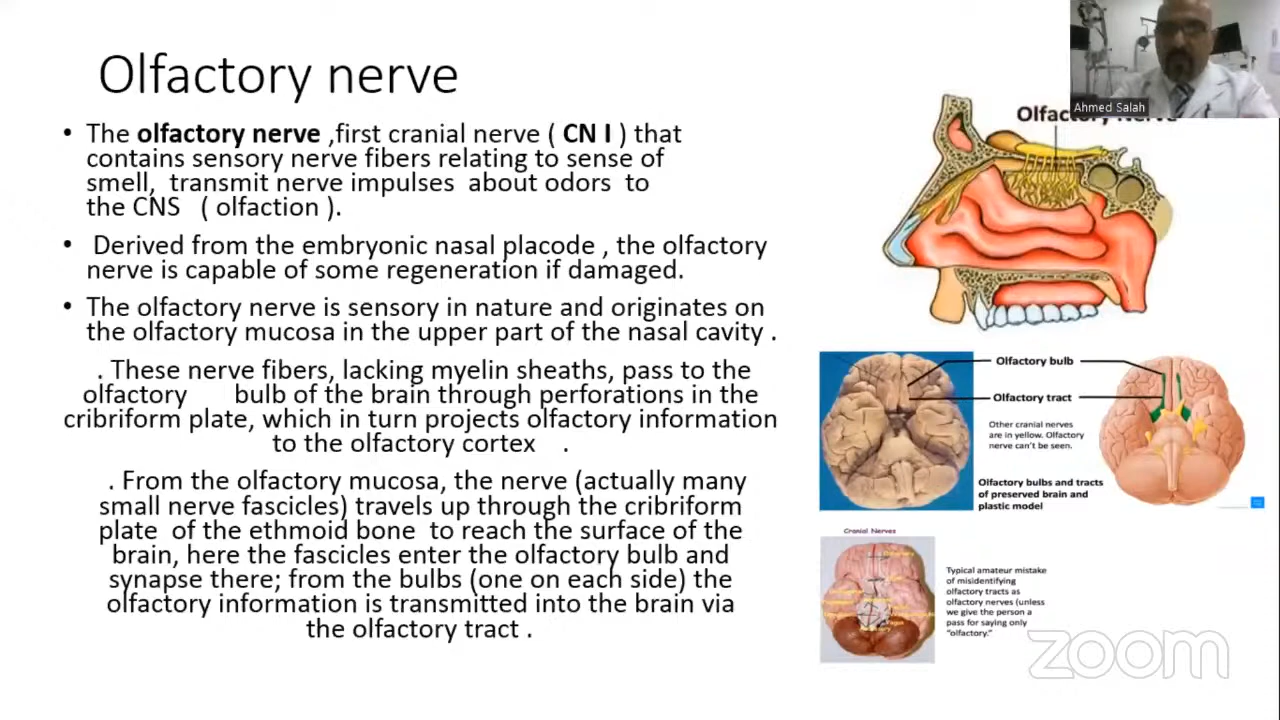 Olfactory nerve
• The olfactory nerve ,first cranial nerve ( CN I ) that
contains sensory nerve fibers relating to sense of
smell, transmit nerve impulses about odors to
the CNS ( olfaction ).
• Derived from the embryonic nasal placode , the olfactory
nerve is capable of some regeneration if damaged.
• The olfactory nerve is sensory in nature and originates on
the olfactory mucosa in the upper part of the nasal cavity .
. These nerve fibers, lacking myelin sheaths, pass to the
olfactory bulb of the brain through perforations in the
cribriform plate, which in turn projects olfactory information
to the olfactory cortex .
. From the olfactory mucosa, the nerve (actually many
small nerve fascicles) travels up through the cribriform
plate of the ethmoid bone to reach the surface of the
brain, here the fascicles enter the olfactory bulb and
synapse there; from the bulbs (one on each side) the
olfactory information is transmitted into the brain via
the olfactory tract .
Ahmed Salah
Olfactory Nerve
Olfactory bulb
Olfactory tract
Other cranial nerves
are in yellow. Olfactory
nerve can't be seen.
Olfactory bulbs and tracts
of preserved brain and
plastic model
Cranial Nerves
Typical amateur mistake
of misidentifying
olfactory tracts as
olfactory nerves (unless
we give the person a
pass for saying only
"olfactory."
zoom